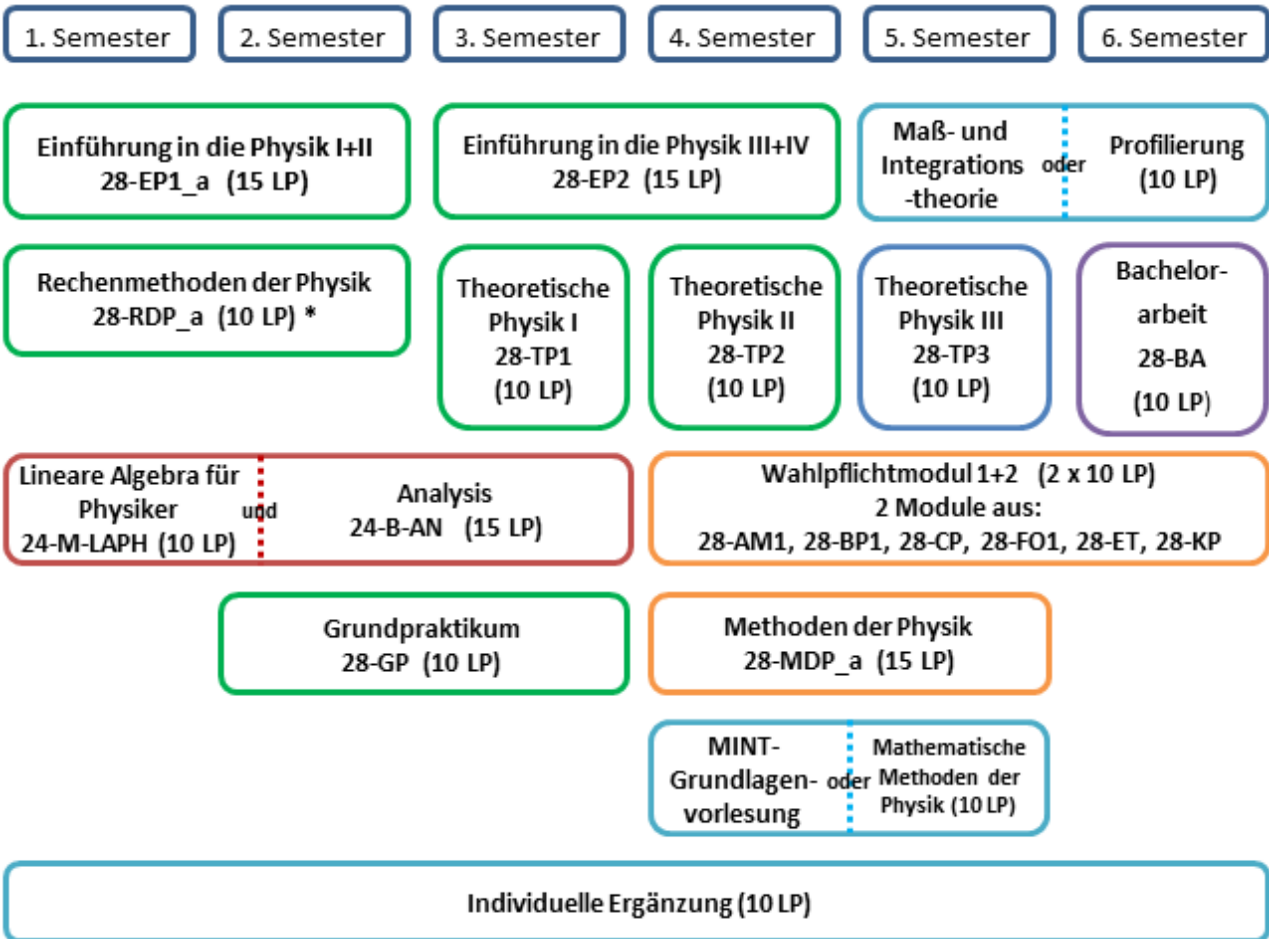 1. Semester
2. Semester
3. Semester
4. Semester
5. Semester
6. Semester
Einführung in die Physik I+II
28-EP1_a (15 LP)
Einführung in die Physik III+IV
28-EP2 (15 LP)
Maß- und
Integrations
-theorie
oder
Profilierung
(10 LP)
Rechenmethoden der Physik
28-RDP_a (10 LP) *
Theoretische
Physik I
28-TP1
(10 LP)
Theoretische
Physik II
28-TP2
(10 LP)
Theoretische
Physik III
28-TP3
(10 LP)
Bachelor-
arbeit
28-BA
(10 LP)
Lineare Algebra für
Physiker
24-M-LAPH (10 LP)
und
Analysis
24-B-AN (15 LP)
Wahlpflichtmodul 1+2 (2 x 10 LP)
2 Module aus:
28-AM1, 28-BP1, 28-CP, 28-FO1, 28-ET, 28-KP
Grundpraktikum
28-GP (10 LP)
Methoden der Physik
28-MDP_a (15 LP)
MINT-
Grundlagen-
vorlesung
oder
Mathematische
Methoden der
Physik (10 LP)
Individuelle Ergänzung (10 LP)